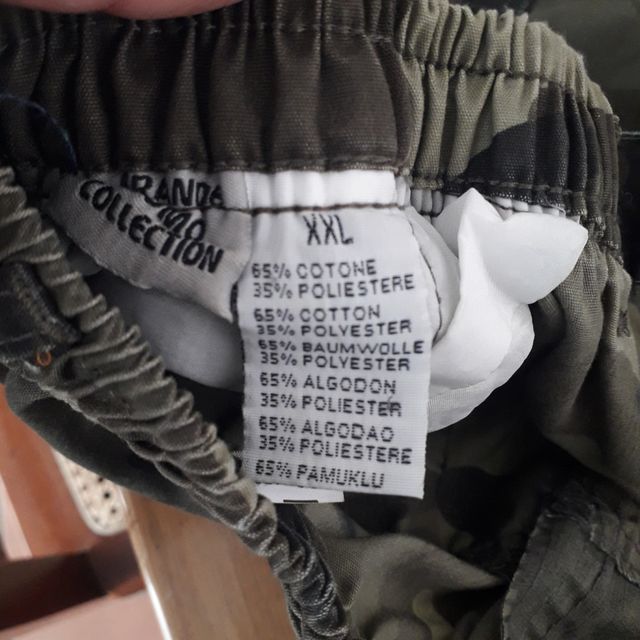 COLLECTION
XXL
65% COTONE
35% POLIESTERE
65% COTTON
35% POLYESTER
65% BAUMWOLLE
35% POLYESTER
65% ALGODON
35% POLIESTER
65% ALGODAO
35% POLIESTERE
65% PAMUKLU